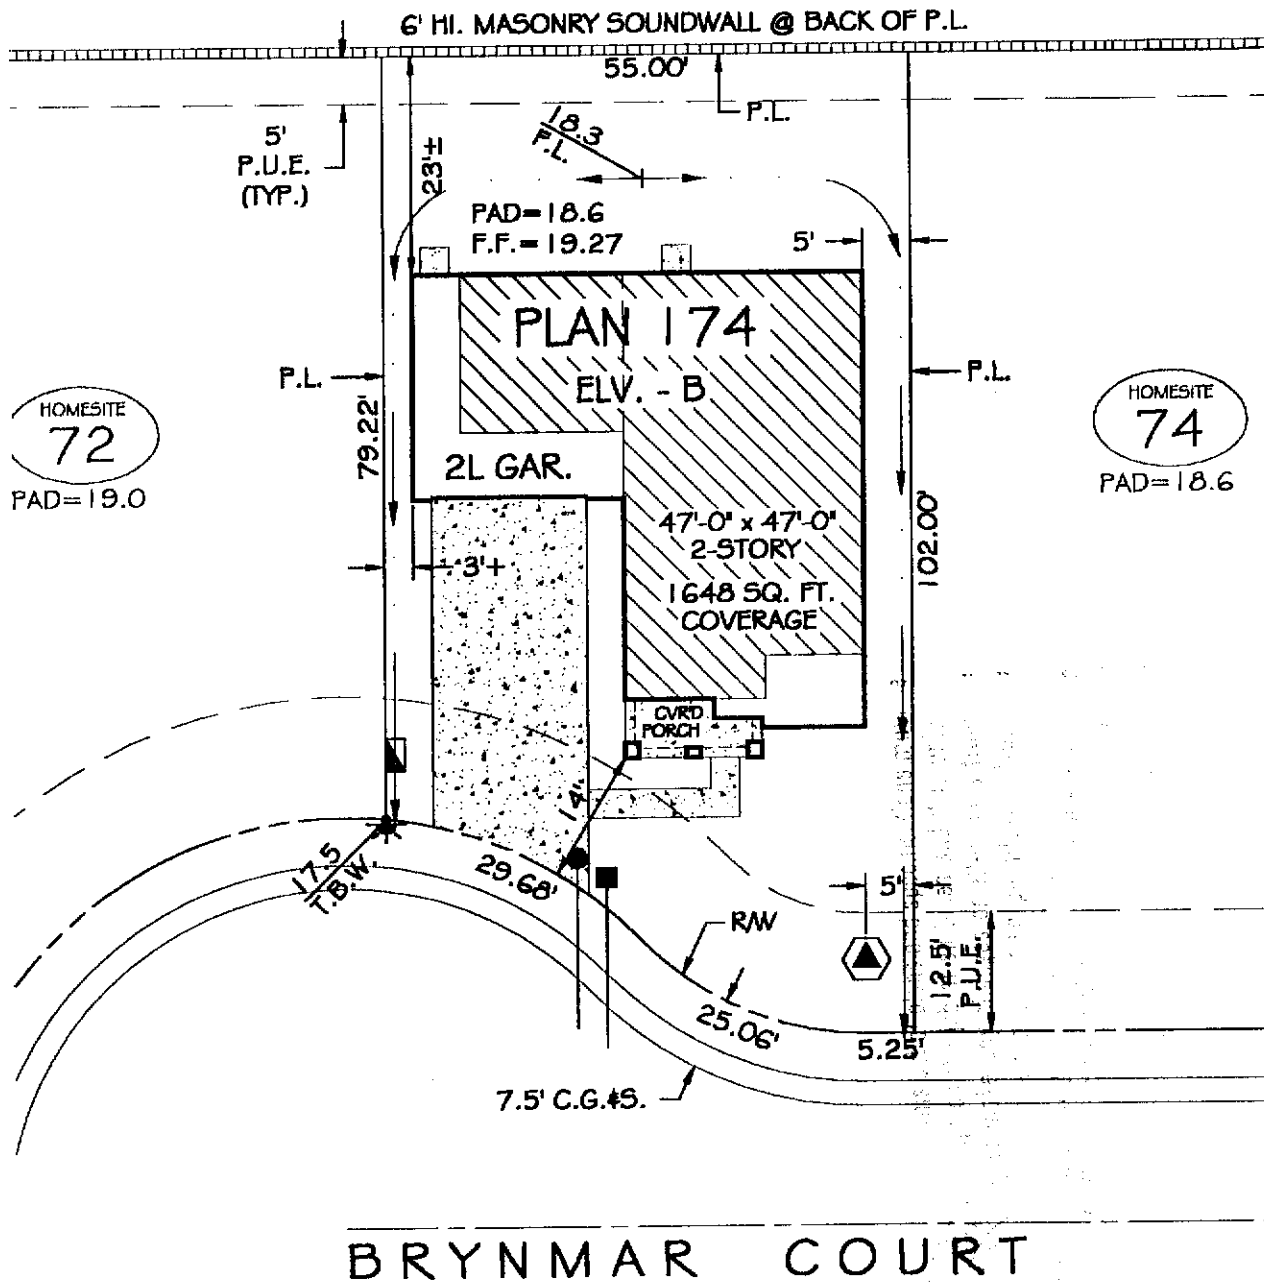 6' HI. MASONRY SOUNDWALL @ BACK OF P.L.
55.00'
P.L.
18.3
F.L.
5'
P.U.E.
(TYP.)
23'±
PAD=18.6
F.F.=19.27
5'
PLAN 174
ELV. - B
P.L.
P.L.
HOMESITE
72
PAD=19.0
HOMESITE
74
PAD=18.6
79.22'
2L GAR.
47'-0" x 47'-0"
2-STORY
1648 SQ. FT.
COVERAGE
102.00'
3'±
CVR'D
PORCH
14'
17.5
T.B.W.
29.68'
R/W
5'
12.5'
P.U.E.
25.06'
5.25'
7.5' C.G.&S.
BRYNMAR COURT